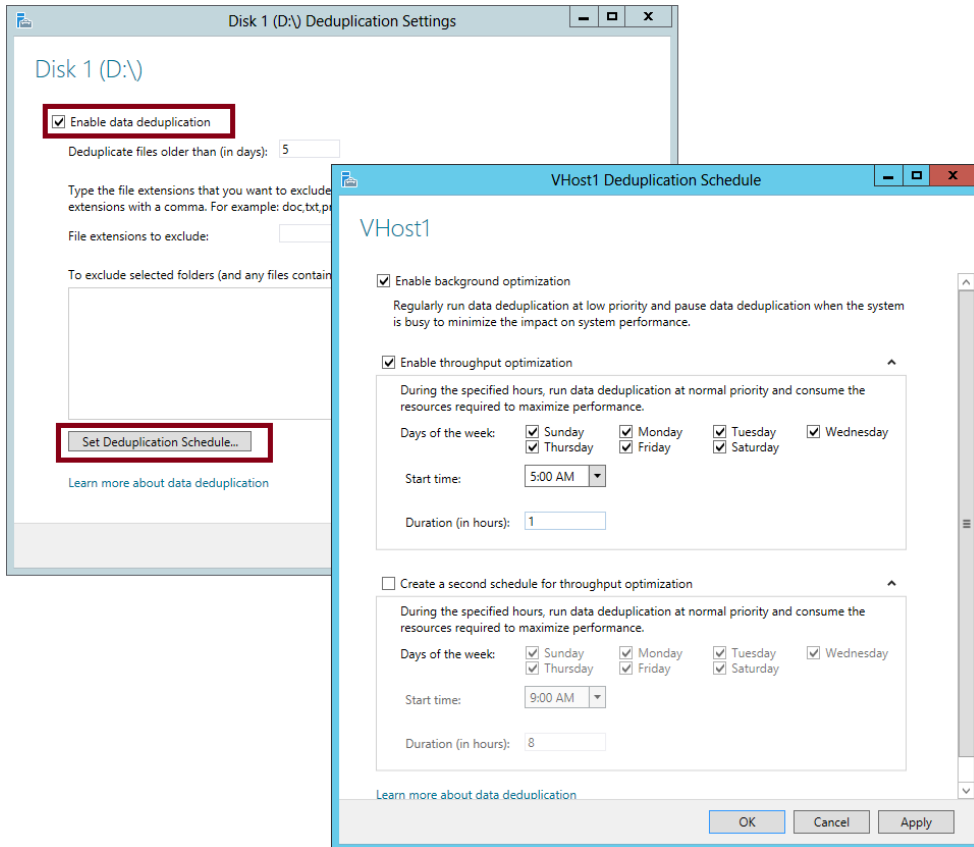 Disk 1 (D:\) Deduplication Settings
Disk 1 (D:\)
Enable data deduplication
Deduplicate files older than (in days): 5
Type the file extensions that you want to exclude
extensions with a comma. For example: doc,txt,p
File extensions to exclude:
To exclude selected folders (and any files contain
Set Deduplication Schedule...
Learn more about data deduplication
VHost1 Deduplication Schedule
VHost1
Enable background optimization
Regularly run data deduplication at low priority and pause data deduplication when the system
is busy to minimize the impact on system performance.
Enable throughput optimization
During the specified hours, run data deduplication at normal priority and consume the
resources required to maximize performance.
Days of the week: Sunday Monday Tuesday Wednesday
Thursday Friday Saturday
Start time: 5:00 AM
Duration (in hours): 1
Create a second schedule for throughput optimization
During the specified hours, run data deduplication at normal priority and consume the
resources required to maximize performance.
Days of the week: Sunday Monday Tuesday Wednesday
Thursday Friday Saturday
Start time: 9:00 AM
Duration (in hours): 8
Learn more about data deduplication
OK Cancel Apply